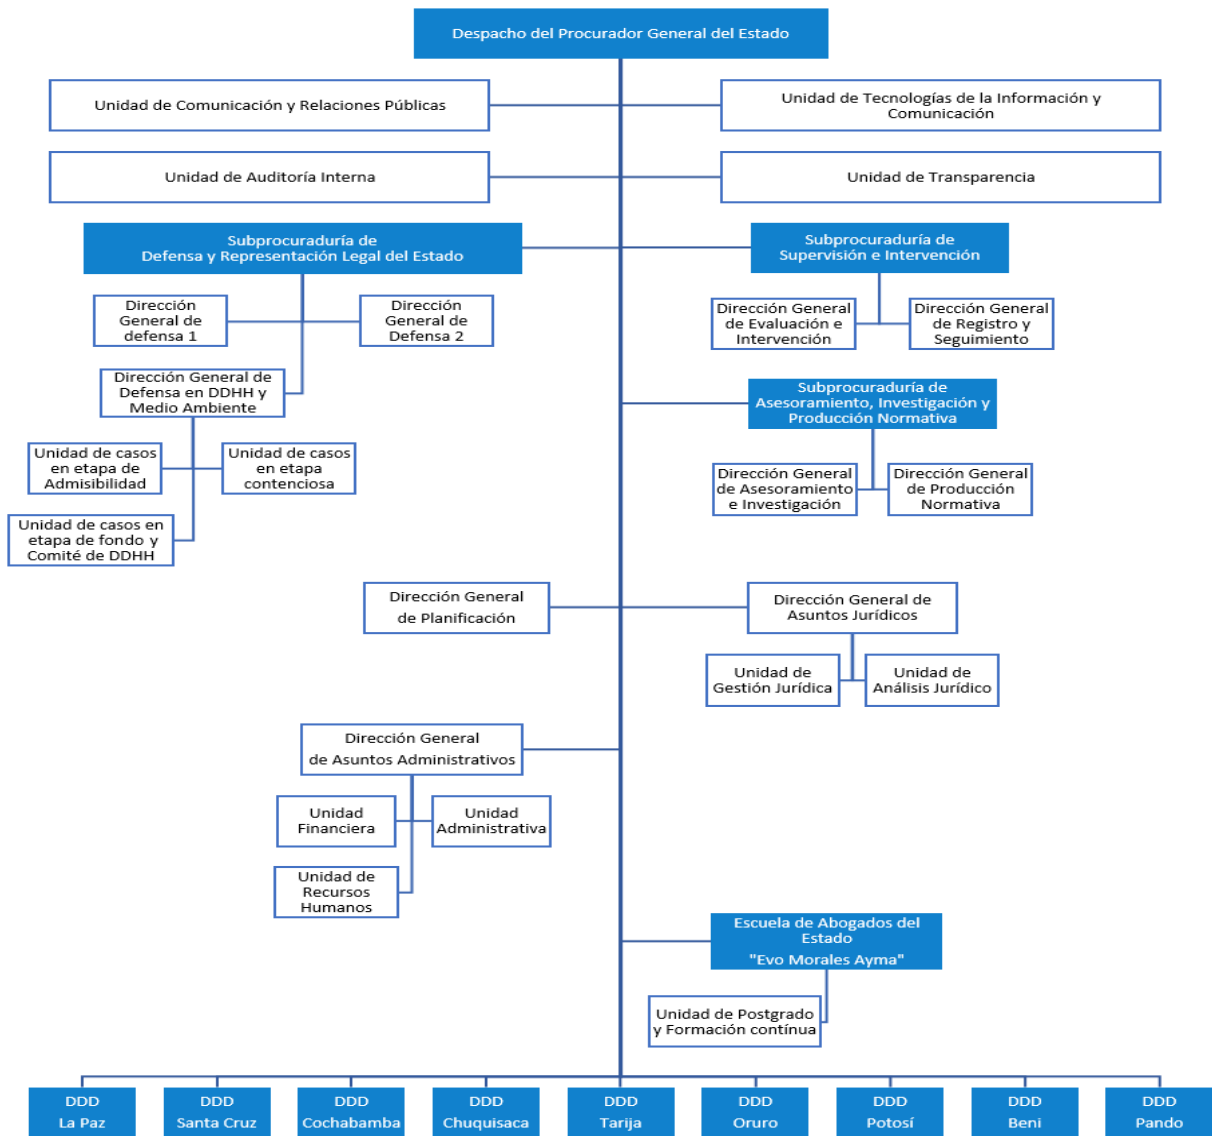 Despacho del Procurador General del Estado
Unidad de Comunicación y Relaciones Públicas
Unidad de Tecnologías de la Información y
Comunicación
Unidad de Auditoría Interna
Unidad de Transparencia
Subprocuraduría de
Defensa y Representación Legal del Estado
Subprocuraduría de
Supervisión e Intervención
Dirección
General de
defensa 1
Dirección
General de
Defensa 2
Dirección General
de Evaluación e
Intervención
Dirección General
de Registro y
Seguimiento
Dirección General de
Defensa en DDHH y
Medio Ambiente
Subprocuraduría de
Asesoramiento, Investigación y
Producción Normativa
Unidad de casos
en etapa de
Admisibilidad
Unidad de casos
en etapa
contenciosa
Dirección General
de Asesoramiento
e Investigación
Dirección General
de Producción
Normativa
Unidad de casos en
etapa de fondo y
Comité de DDHH
Dirección General
de Planificación
Dirección General de
Asuntos Jurídicos
Unidad de
Gestión Jurídica
Unidad de
Análisis Jurídico
Dirección General
de Asuntos Administrativos
Unidad
Financiera
Unidad
Administrativa
Unidad de
Recursos
Humanos
Escuela de Abogados del
Estado
"Evo Morales Ayma"
Unidad de Postgrado
y Formación contínua
DDD
La Paz
DDD
Santa Cruz
DDD
Cochabamba
DDD
Chuquisaca
DDD
Tarija
DDD
Oruro
DDD
Potosí
DDD
Beni
DDD
Pando